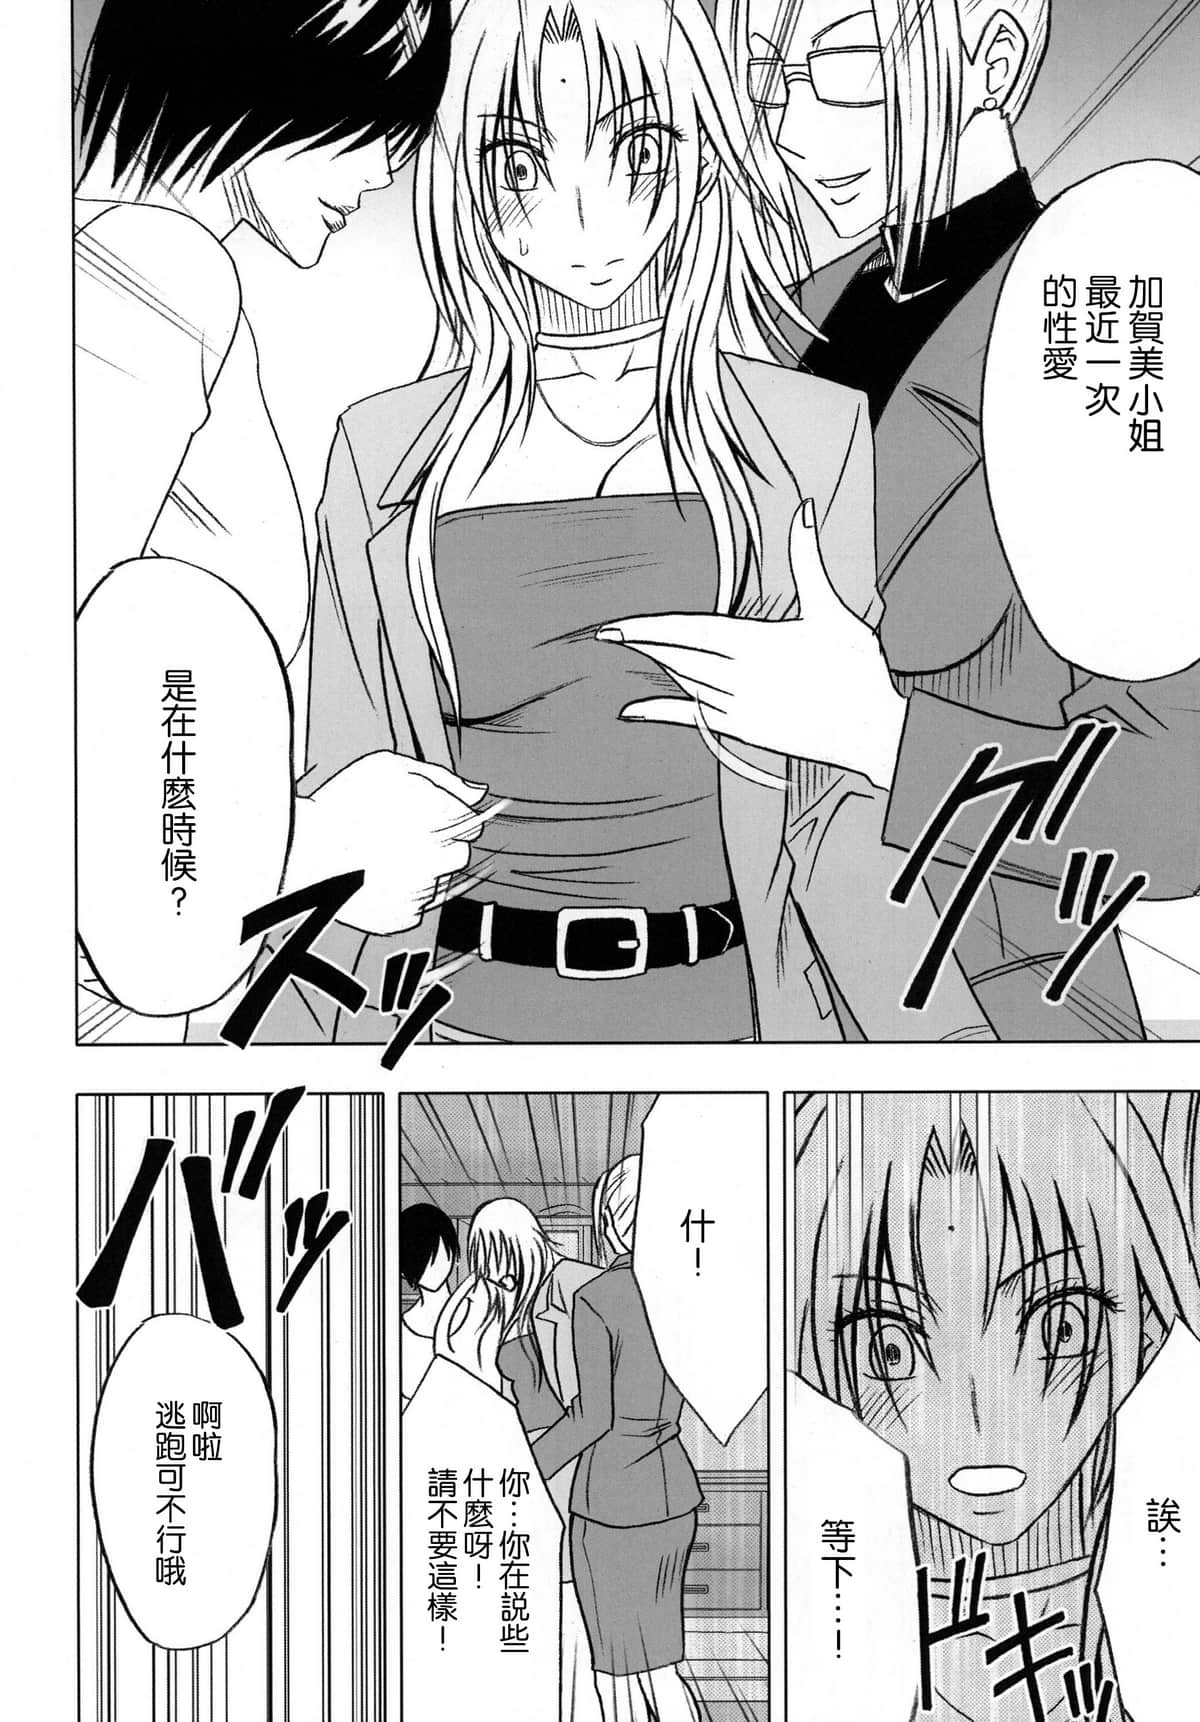 加賀美小姐
最近一次
的性愛
是在什麼時候？
グッ
スッ
誒…
等下…！
ドキッ
什！
你…你在説些
什麼呀！
請不要這樣！
バッ
啊啦
逃跑可不行哦